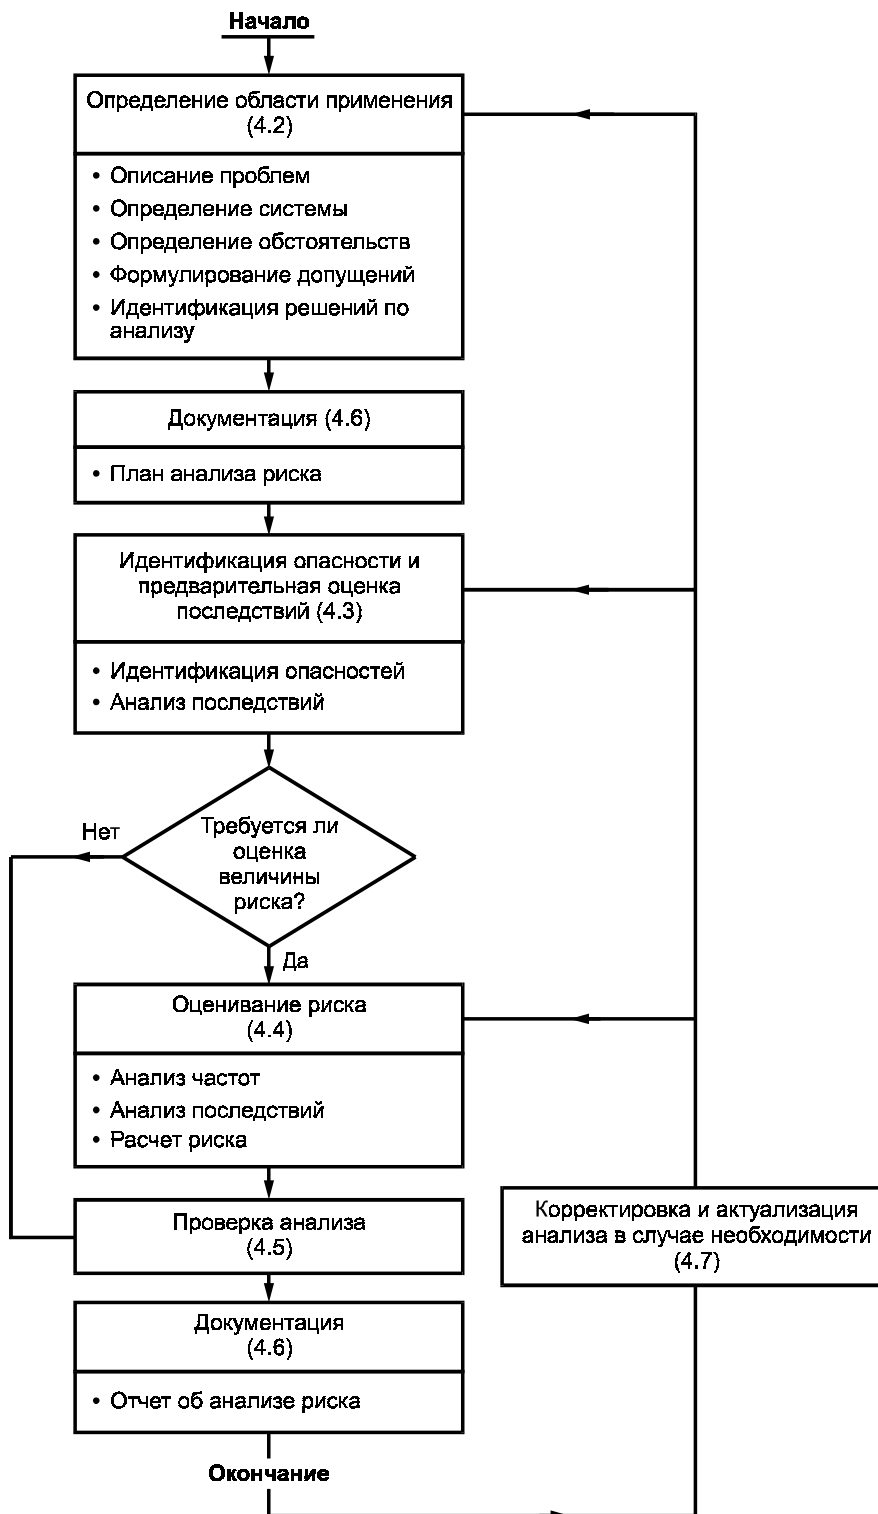 Начало
Определение области применения
(4.2)
• Описание проблем
• Определение системы
• Определение обстоятельств
• Формулирование допущений
• Идентификация решений по
анализу
Документация (4.6)
• План анализа риска
Идентификация опасности и
предварительная оценка
последствий (4.3)
• Идентификация опасностей
• Анализ последствий
Требуется ли
оценка
величины
риска?
Нет
Да
Оценивание риска
(4.4)
• Анализ частот
• Анализ последствий
• Расчет риска
Проверка анализа
(4.5)
Корректировка и актуализация
анализа в случае необходимости
(4.7)
Документация
(4.6)
• Отчет об анализе риска
Окончание